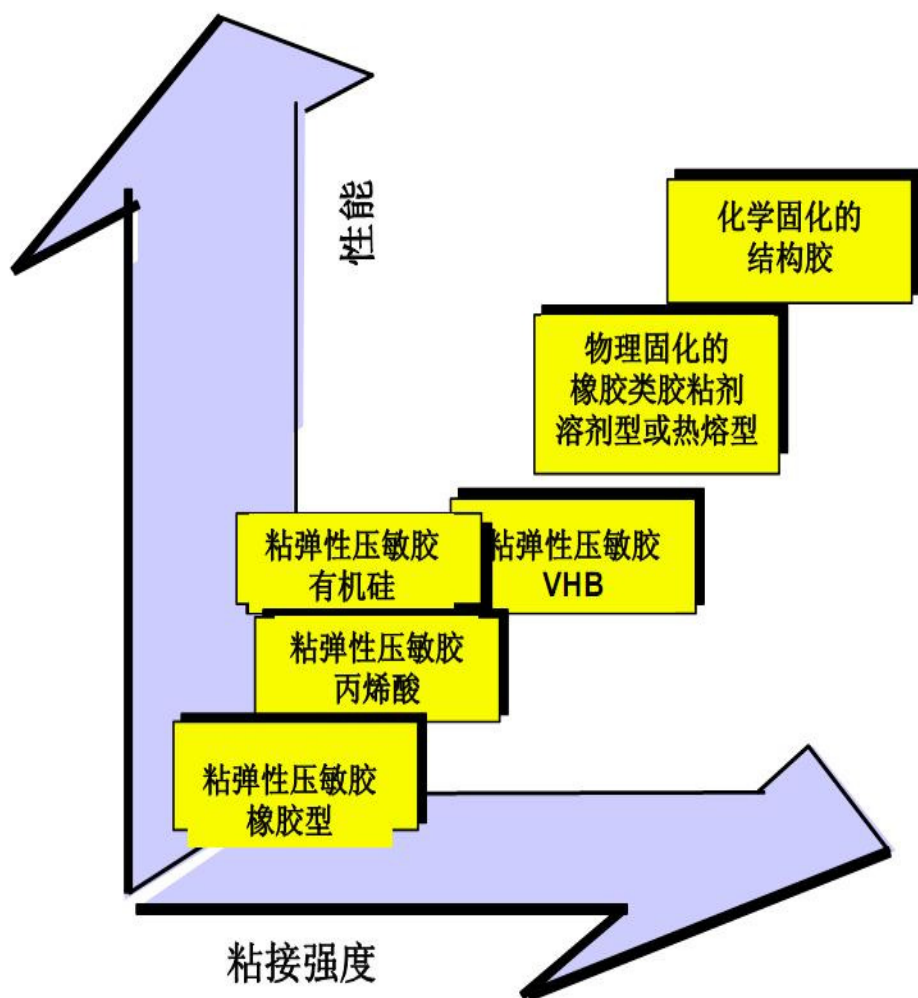 性能
化学固化的
结构胶
物理固化的
橡胶类胶粘剂
溶剂型或热熔型
粘弹性压敏胶
有机硅
粘弹性压敏胶
VHB
粘弹性压敏胶
丙烯酸
粘弹性压敏胶
橡胶型
粘接强度